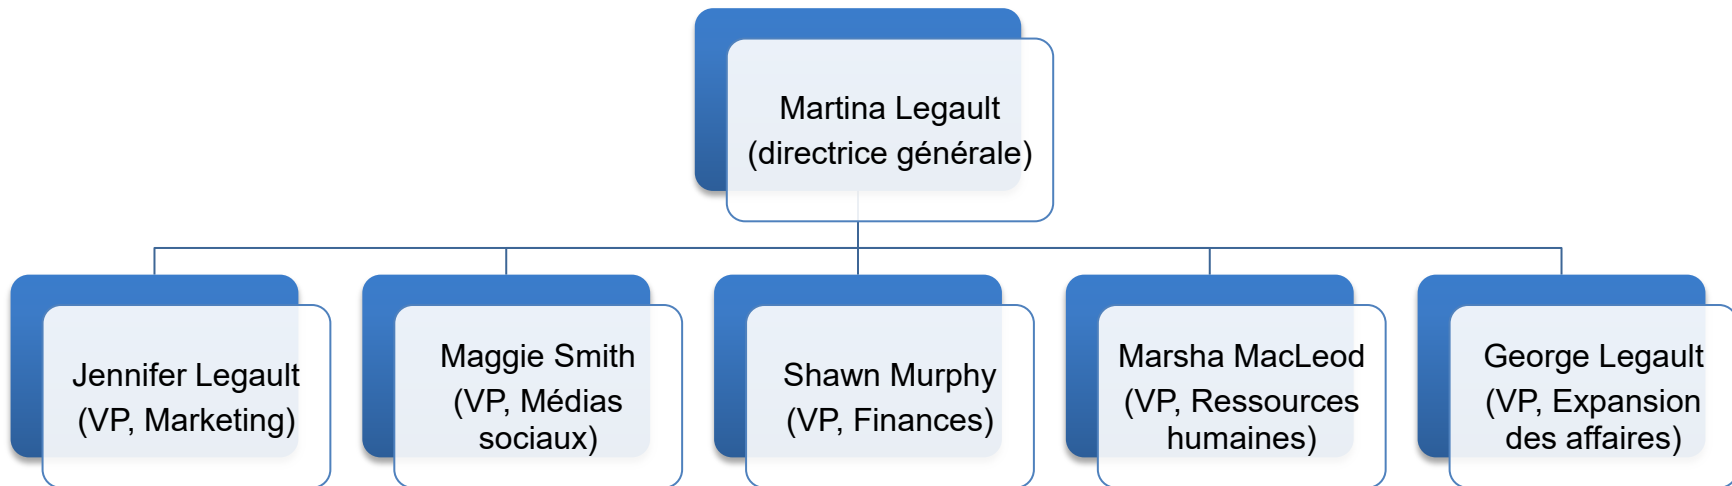 Martina Legault
(directrice générale)
Jennifer Legault
(VP, Marketing)
Maggie Smith
(VP, Médias
sociaux)
Shawn Murphy
(VP, Finances)
Marsha MacLeod
(VP, Ressources
humaines)
George Legault
(VP, Expansion
des affaires)